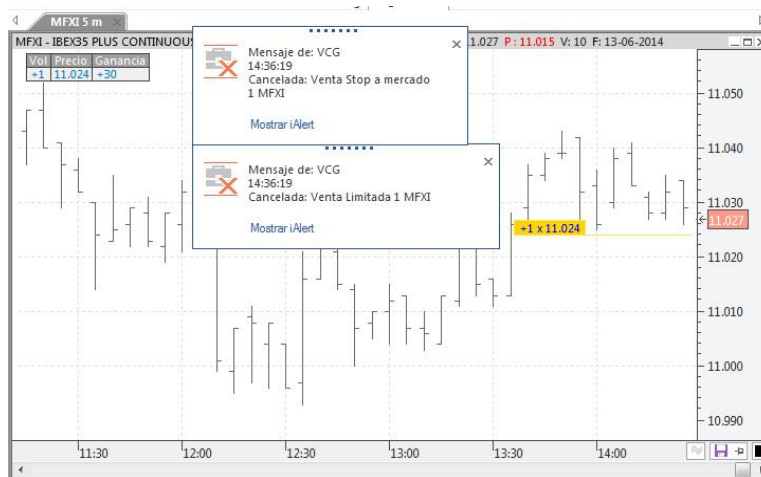 MFXI 5 m
MFXI - IBEX35 PLUS CONTINUOUS
1.027 P: 11.015 V: 10 F: 13-06-2014
Vol Precio Ganancia
+1 11.024 +30
Mensaje de: VCG
14:36:19
Cancelada: Venta Stop a mercado
1 MFXI
Mostrar iAlert
Mensaje de: VCG
14:36:19
Cancelada: Venta Limitada 1 MFXI
Mostrar iAlert
+1 x 11.024
11.050
11.040
11.030
11.027
11.020
11.010
11.000
10.990
11:30 12:00 12:30 13:00 13:30 14:00